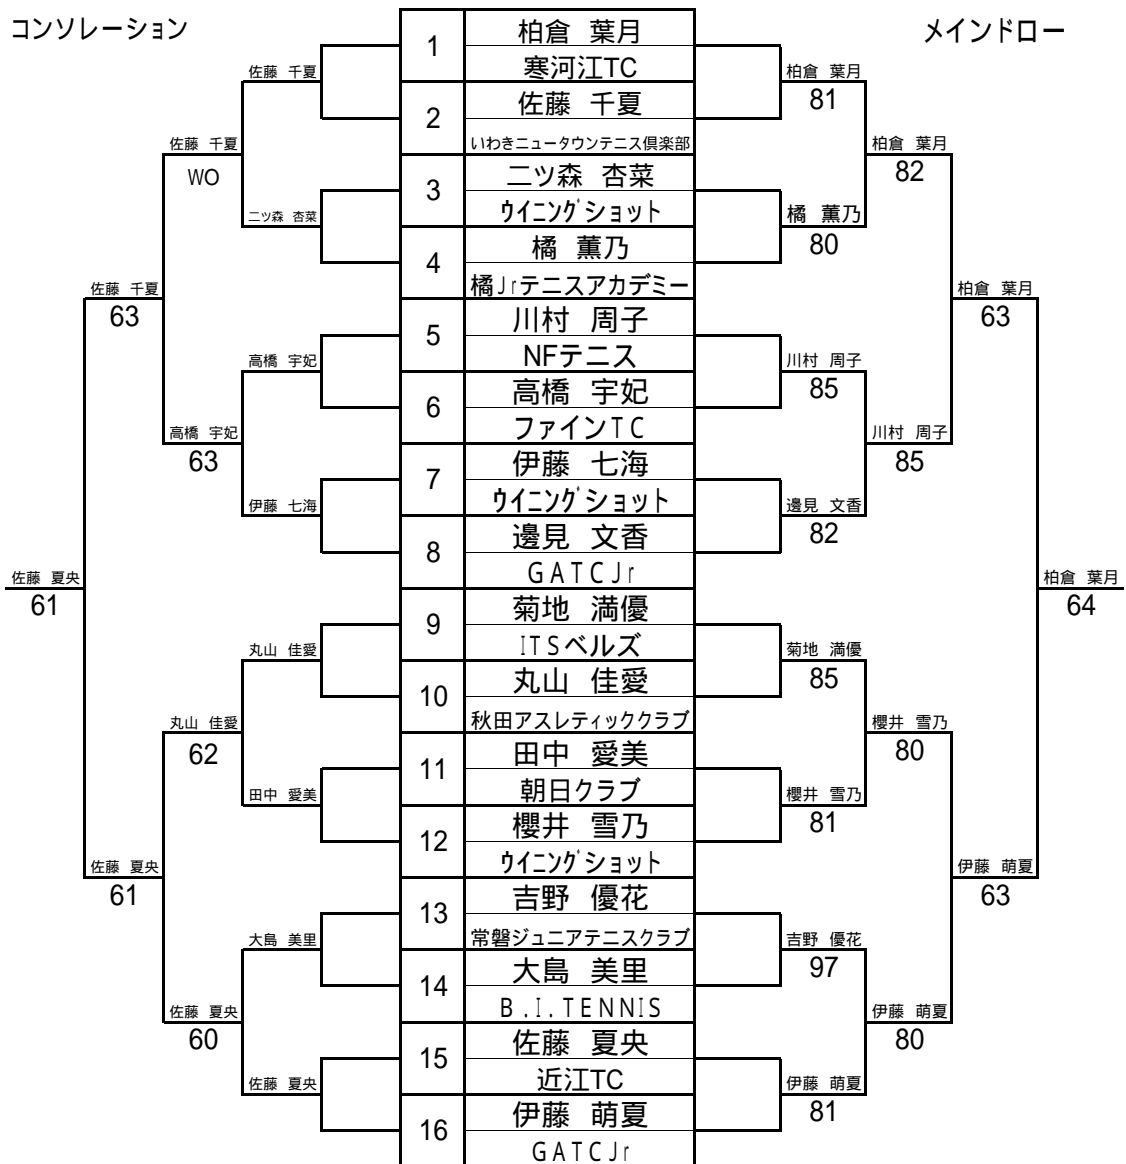 コンソレーション
メインドロー
1
柏倉 葉月
寒河江TC
2
佐藤 千夏
いわきニュータウンテニス倶楽部
3
二ツ森 杏菜
ウイニングショット
4
橘 薫乃
橘Jrテニスアカデミー
5
川村 周子
NFテニス
6
高橋 宇妃
ファインTC
7
伊藤 七海
ウイニングショット
8
邊見 文香
GATCJr
9
菊地 満優
ITSベルズ
10
丸山 佳愛
秋田アスレティッククラブ
11
田中 愛美
朝日クラブ
12
櫻井 雪乃
ウイニングショット
13
吉野 優花
常磐ジュニアテニスクラブ
14
大島 美里
B.I.TENNIS
15
佐藤 夏央
近江TC
16
伊藤 萌夏
GATCJr
佐藤 千夏
二ツ森 杏菜
高橋 宇妃
伊藤 七海
丸山 佳愛
田中 愛美
大島 美里
佐藤 夏央
佐藤 千夏
WO
高橋 宇妃
63
丸山 佳愛
62
佐藤 夏央
60
佐藤 千夏
63
佐藤 夏央
61
佐藤 夏央
61
柏倉 葉月
81
橘 薫乃
80
川村 周子
85
邊見 文香
82
菊地 満優
85
櫻井 雪乃
81
吉野 優花
97
伊藤 萌夏
81
柏倉 葉月
82
川村 周子
85
櫻井 雪乃
80
伊藤 萌夏
80
柏倉 葉月
63
伊藤 萌夏
63
柏倉 葉月
64